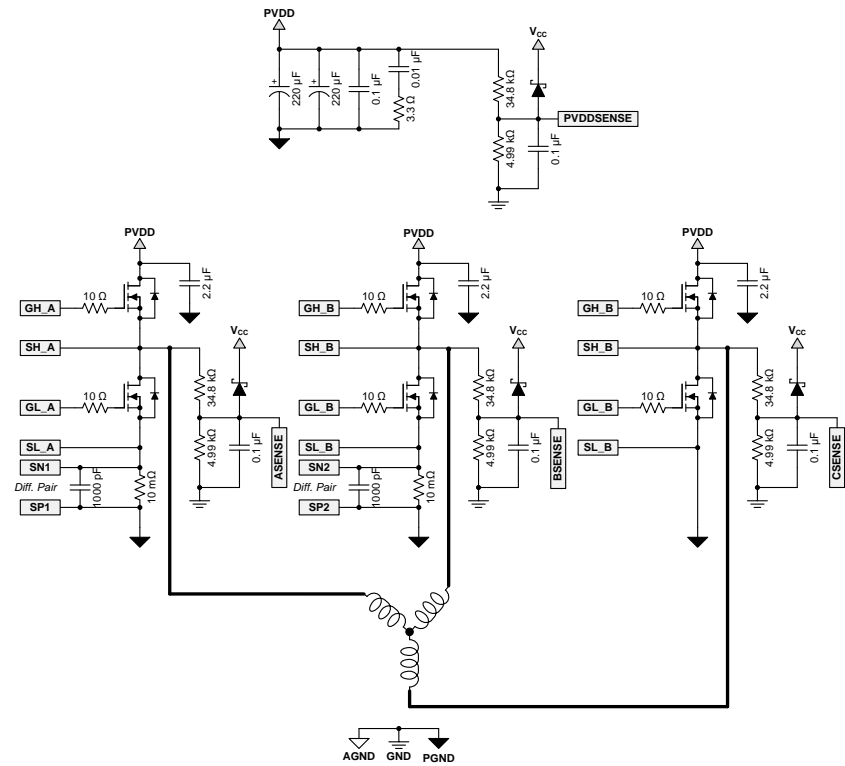 PVDD
220 µF
220 µF
0.1 µF
0.01 µF
3.3 Ω
34.8 kΩ
4.99 kΩ
VCC
0.1 µF
PVDDSENSE
PVDD
2.2 µF
GH_A
10 Ω
SH_A
GL_A
10 Ω
SL_A
SN1
Diff. Pair
SP1
1000 pF
10 mΩ
34.8 kΩ
4.99 kΩ
VCC
0.1 µF
ASENSE
PVDD
2.2 µF
GH_B
10 Ω
SH_B
GL_B
10 Ω
SL_B
SN2
Diff. Pair
SP2
1000 pF
10 mΩ
34.8 kΩ
4.99 kΩ
VCC
0.1 µF
BSENSE
PVDD
2.2 µF
GH_B
10 Ω
SH_B
GL_B
10 Ω
SL_B
34.8 kΩ
4.99 kΩ
VCC
0.1 µF
CSENSE
AGND
GND
PGND